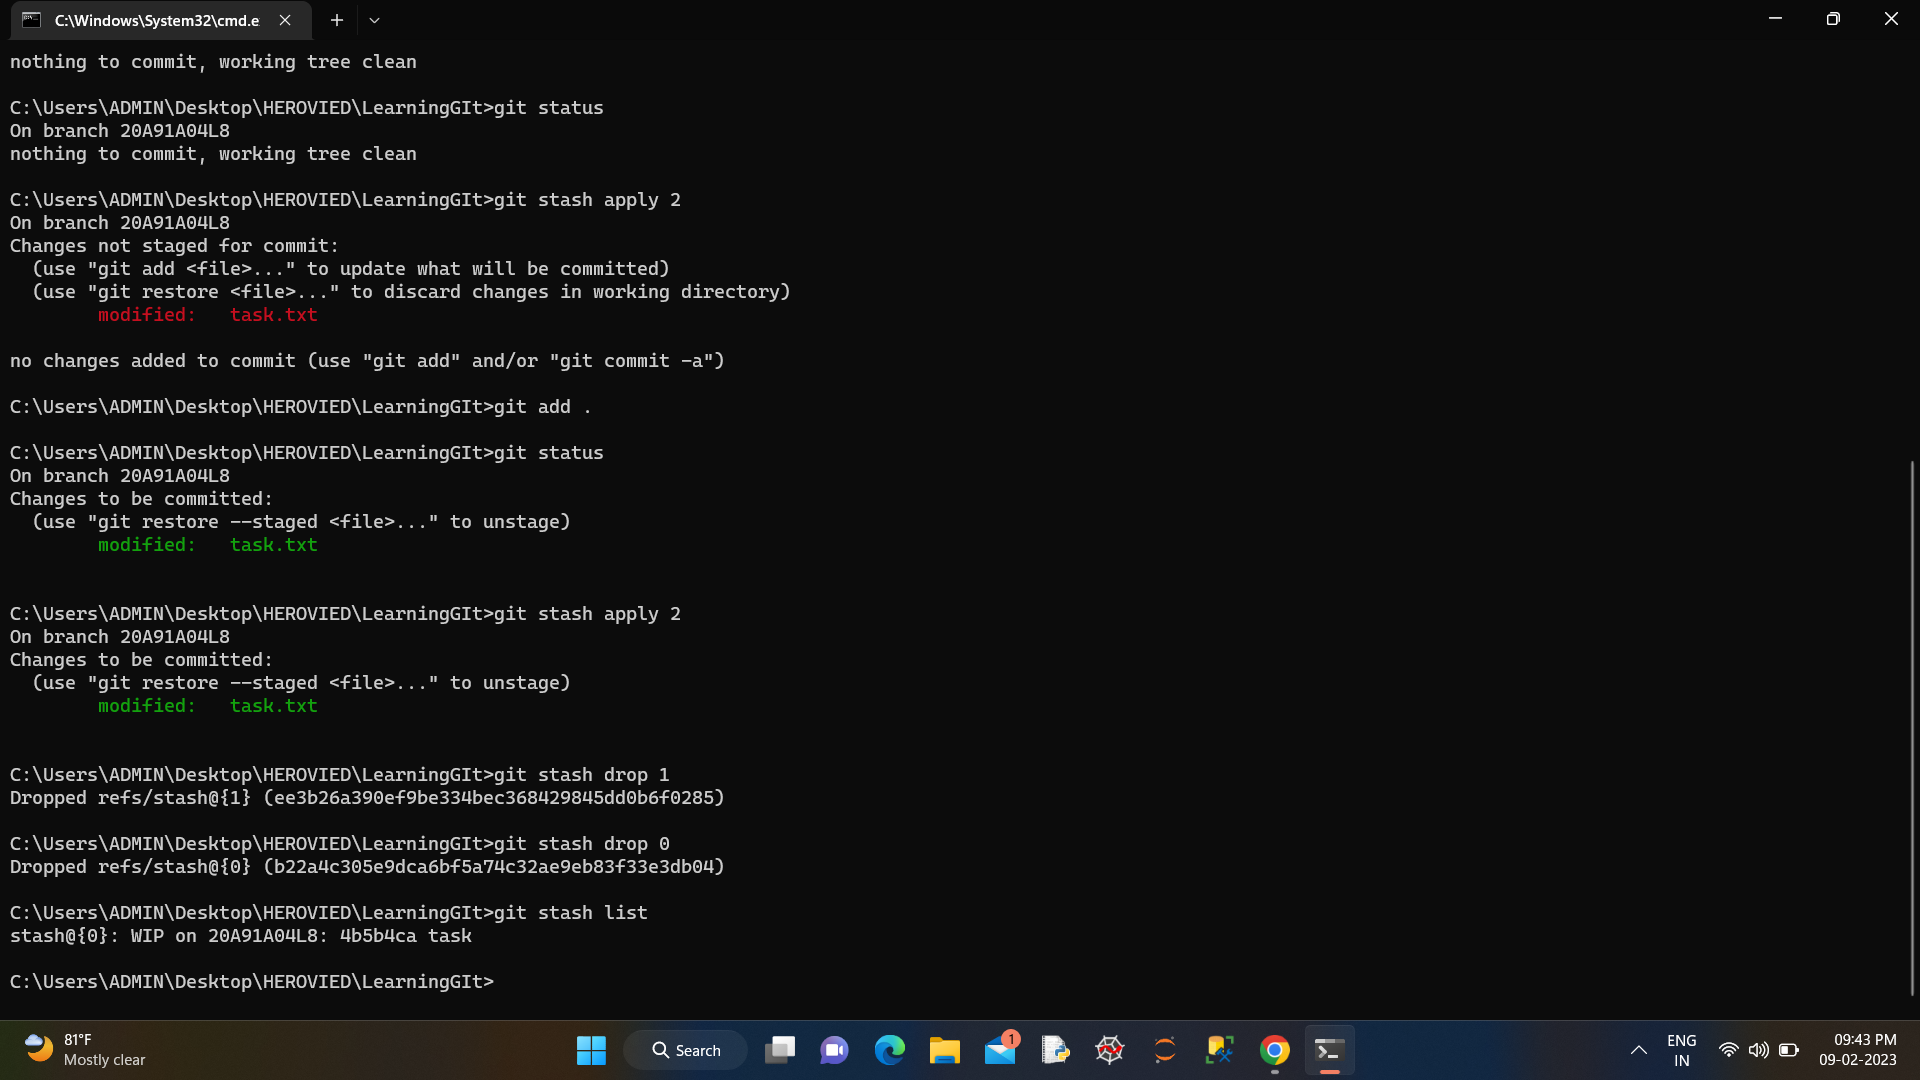 C:\Windows\System32\cmd.e
nothing to commit, working tree clean
C:\Users\ADMIN\Desktop\HEROVIED\LearningGIt>git status
On branch 20A91A04L8
nothing to commit, working tree clean
C:\Users\ADMIN\Desktop\HEROVIED\LearningGIt>git stash apply 2
On branch 20A91A04L8
Changes not staged for commit:
  (use "git add <file>..." to update what will be committed)
  (use "git restore <file>..." to discard changes in working directory)
        modified:   task.txt
no changes added to commit (use "git add" and/or "git commit -a")
C:\Users\ADMIN\Desktop\HEROVIED\LearningGIt>git add .
C:\Users\ADMIN\Desktop\HEROVIED\LearningGIt>git status
On branch 20A91A04L8
Changes to be committed:
  (use "git restore --staged <file>..." to unstage)
        modified:   task.txt
C:\Users\ADMIN\Desktop\HEROVIED\LearningGIt>git stash apply 2
On branch 20A91A04L8
Changes to be committed:
  (use "git restore --staged <file>..." to unstage)
        modified:   task.txt
C:\Users\ADMIN\Desktop\HEROVIED\LearningGIt>git stash drop 1
Dropped refs/stash@{1} (ee3b26a390ef9be334bec368429845dd0b6f0285)
C:\Users\ADMIN\Desktop\HEROVIED\LearningGIt>git stash drop 0
Dropped refs/stash@{0} (b22a4c305e9dca6bf5a74c32ae9eb83f33e3db04)
C:\Users\ADMIN\Desktop\HEROVIED\LearningGIt>git stash list
stash@{0}: WIP on 20A91A04L8: 4b5b4ca task
C:\Users\ADMIN\Desktop\HEROVIED\LearningGIt>
81°F
Mostly clear
Search
1
ENG
IN
09:43 PM
09-02-2023